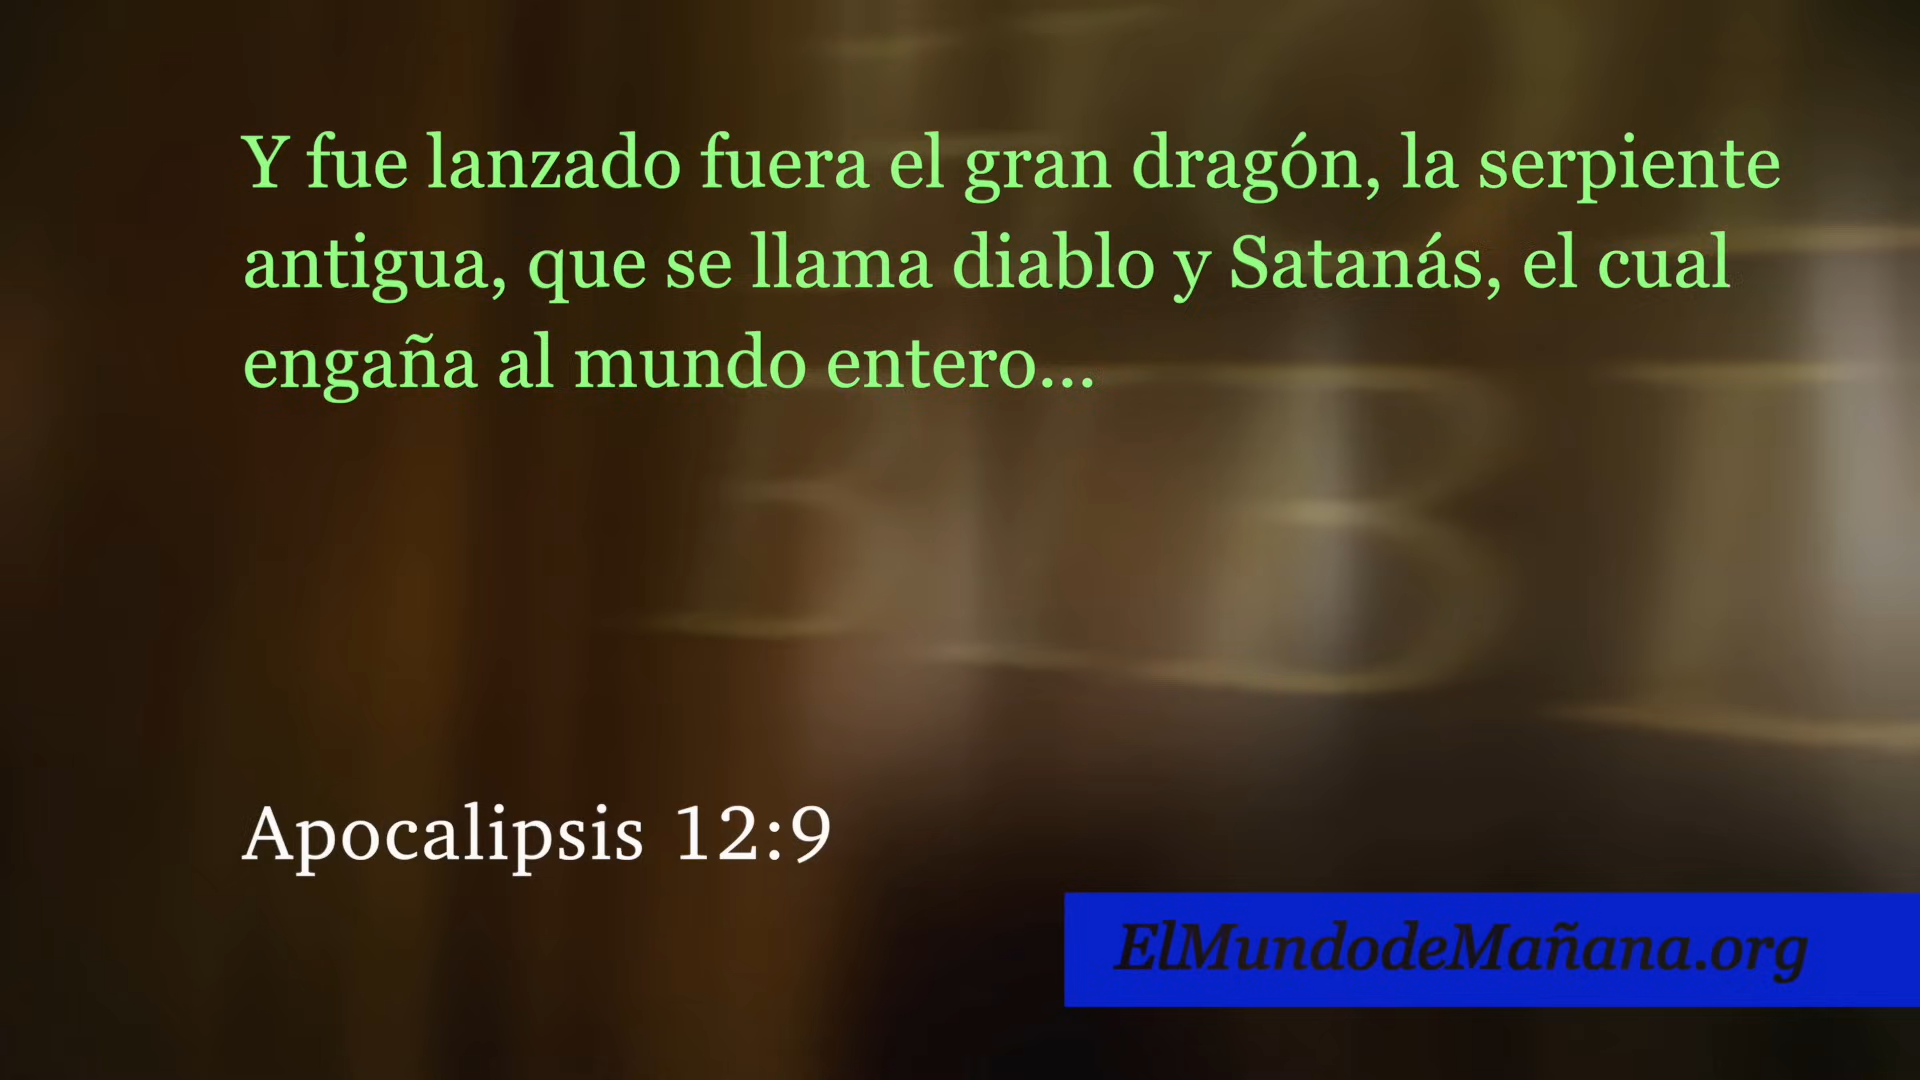 Y fue lanzado fuera el gran dragón, la serpiente
antigua, que se llama diablo y Satanás, el cual
engaña al mundo entero...
Apocalipsis 12:9
ElMundodeMañana.org